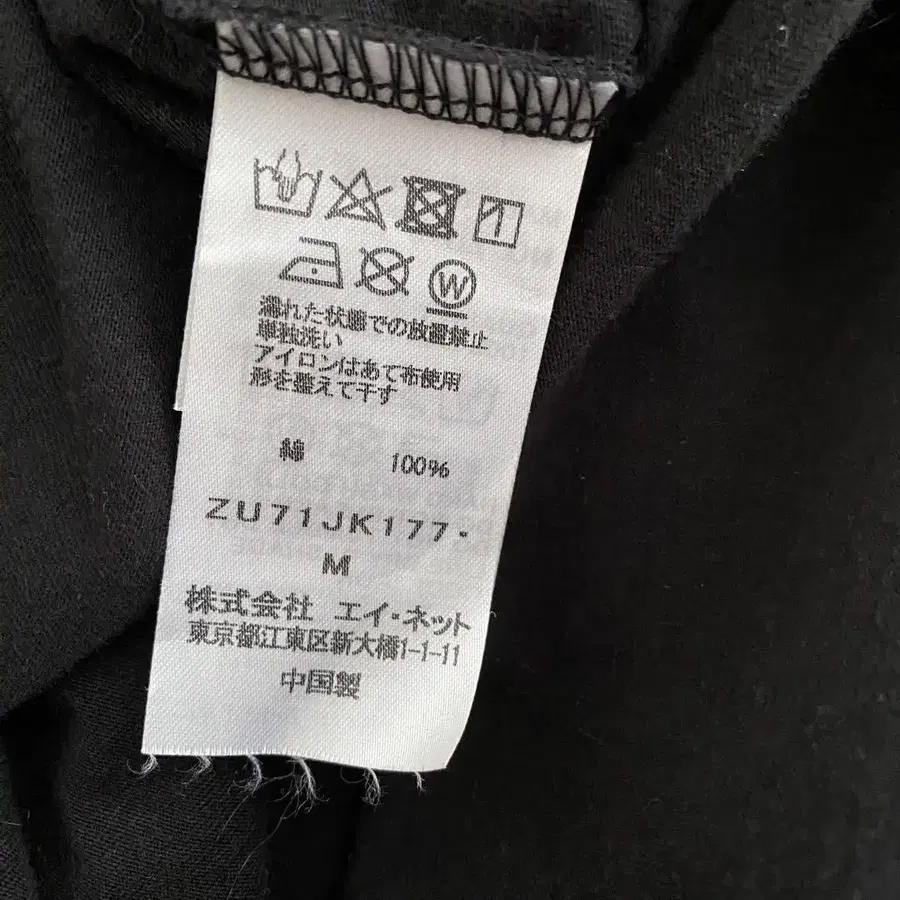 W
濡れた状態での放置禁止
単独洗い
アイロンはあて布使用
形を整えて干す
綿 100%
ZU71JK177-
M
株式会社 エイ・ネット
東京都江東区新大橋1-1-11
中国製